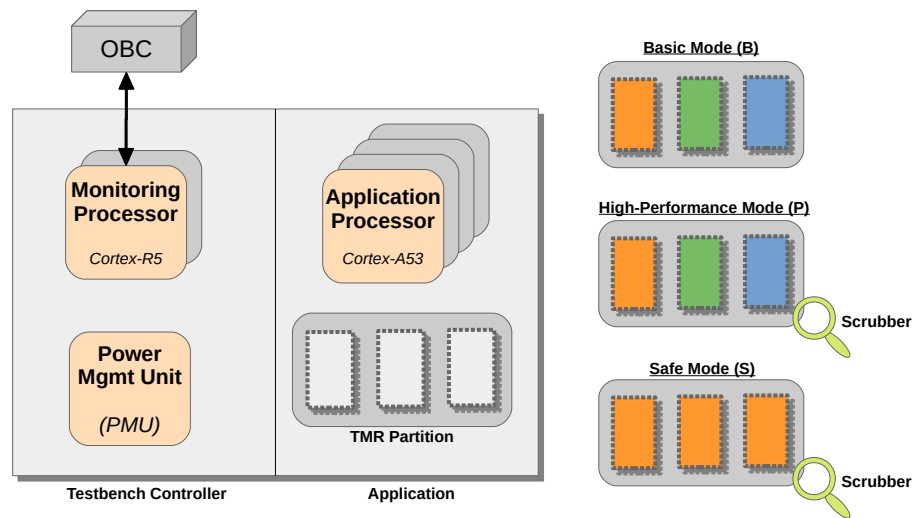 OBC
Monitoring
Processor
Cortex-R5
Power
Mgmt Unit
(PMU)
Testbench Controller
Application
Processor
Cortex-A53
TMR Partition
Application
Basic Mode (B)
High-Performance Mode (P)
Scrubber
Safe Mode (S)
Scrubber